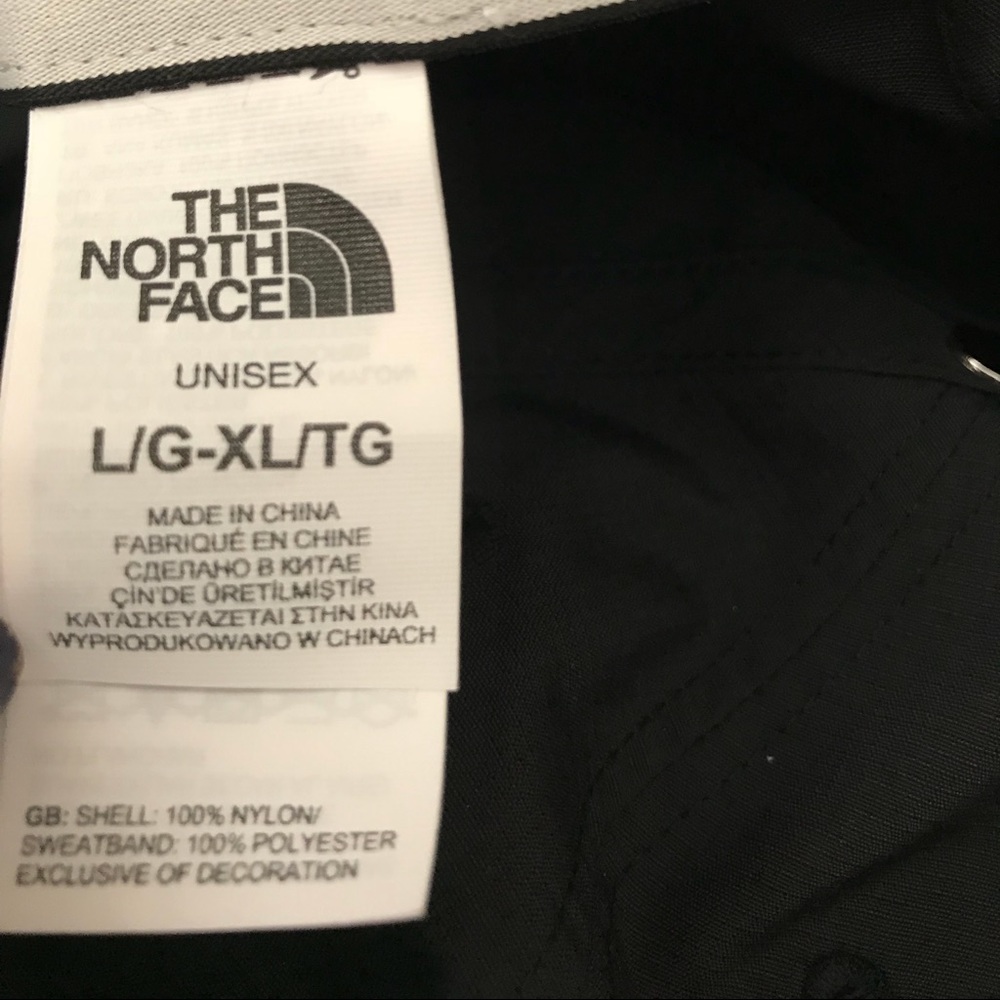 THE
NORTH
FACE
UNISEX
L/G-XL/TG
MADE IN CHINA
FABRIQUÉ EN CHINE
СДЕЛАНО В КИТАЕ
ÇİN'DE ÜRETİLMİŞTİR
ΚΑΤΑΣΚΕΥΑΖΕΤΑΙ ΣΤΗΝ ΚΙΝΑ
WYPRODUKOWANO W CHINACH
GB: SHELL: 100% NYLON/
SWEATBAND: 100% POLYESTER
EXCLUSIVE OF DECORATION